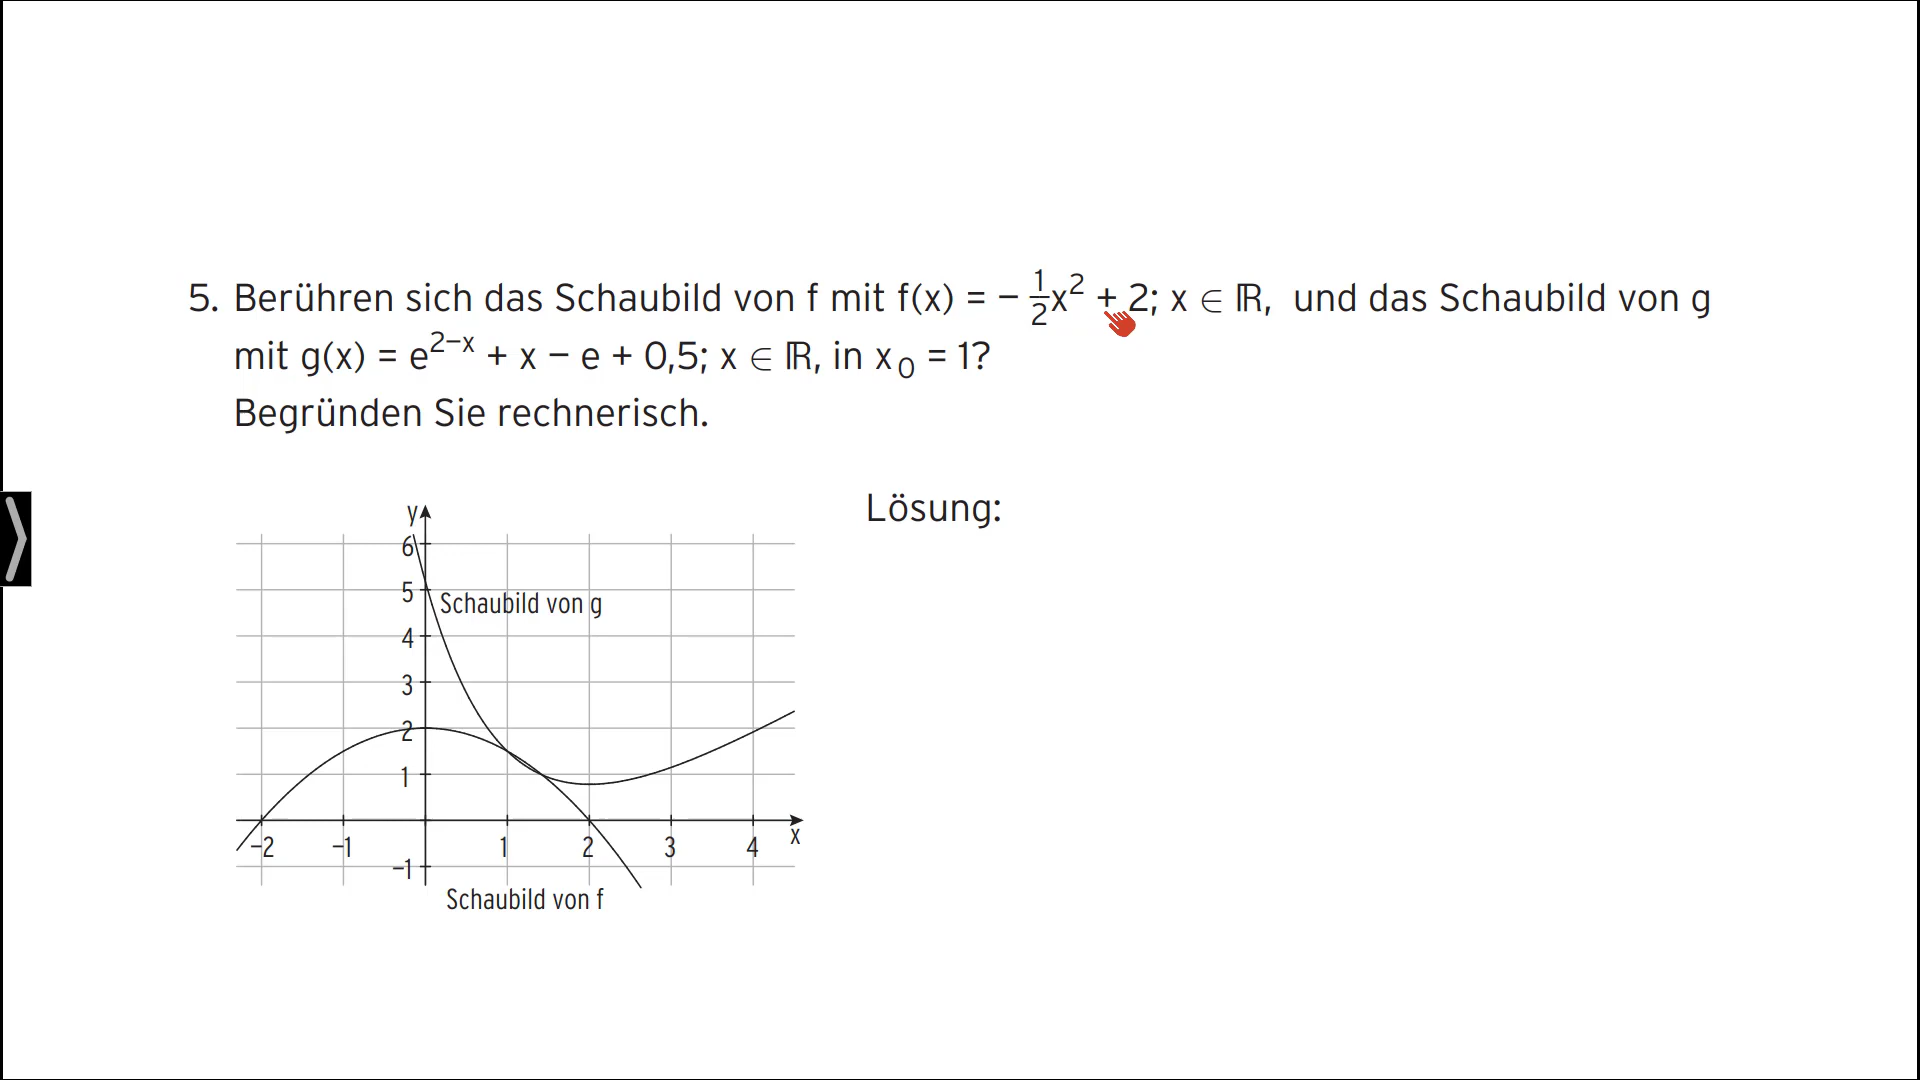 5. Berühren sich das Schaubild von f mit f(x) = − 1/2 x² + 2; x ∈ ℝ, und das Schaubild von g
mit g(x) = e²⁻ˣ + x − e + 0,5; x ∈ ℝ, in x₀ = 1?
Begründen Sie rechnerisch.
Lösung:
y
6
5
Schaubild von g
4
3
2
1
x
−2 −1 1 2 3 4
−1
Schaubild von f